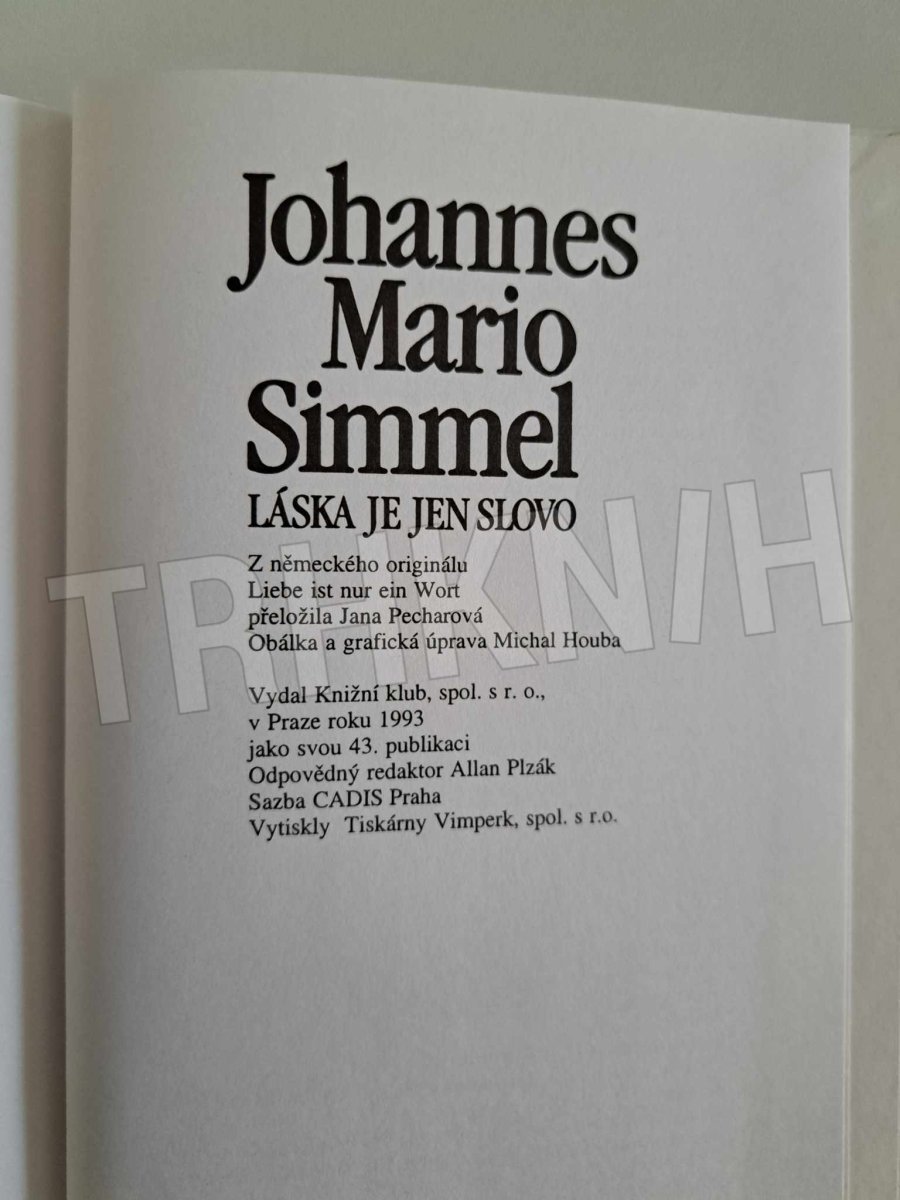 Johannes
Mario
Simmel
LÁSKA JE JEN SLOVO
Z německého originálu
Liebe ist nur ein Wort
přeložila Jana Pecharová
Obálka a grafická úprava Michal Houba
Vydal Knižní klub, spol. s r. o.,
v Praze roku 1993
jako svou 43. publikaci
Odpovědný redaktor Allan Plzák
Sazba CADIS Praha
Vytiskly Tiskárny Vimperk, spol. s r.o.
TRHKNIH